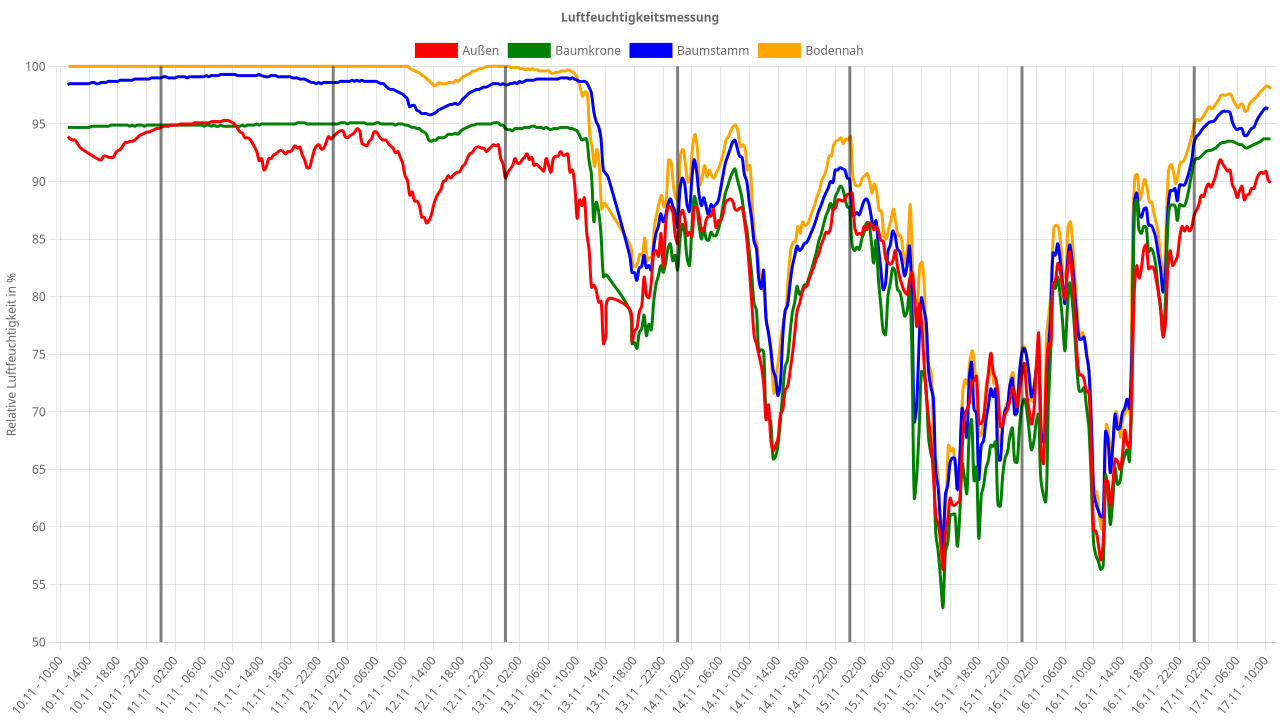 Luftfeuchtigkeitsmessung
Außen Baumkrone Baumstamm Bodennah
Relative Luftfeuchtigkeit in %
100
95
90
85
80
75
70
65
60
55
50
10.11 - 10:00
10.11 - 14:00
10.11 - 18:00
10.11 - 22:00
11.11 - 02:00
11.11 - 06:00
11.11 - 10:00
11.11 - 14:00
11.11 - 18:00
11.11 - 22:00
12.11 - 02:00
12.11 - 06:00
12.11 - 10:00
12.11 - 14:00
12.11 - 18:00
12.11 - 22:00
13.11 - 02:00
13.11 - 06:00
13.11 - 10:00
13.11 - 14:00
13.11 - 18:00
13.11 - 22:00
14.11 - 02:00
14.11 - 06:00
14.11 - 10:00
14.11 - 14:00
14.11 - 18:00
14.11 - 22:00
15.11 - 02:00
15.11 - 06:00
15.11 - 10:00
15.11 - 14:00
15.11 - 18:00
15.11 - 22:00
16.11 - 02:00
16.11 - 06:00
16.11 - 10:00
16.11 - 14:00
16.11 - 18:00
16.11 - 22:00
17.11 - 02:00
17.11 - 06:00
17.11 - 10:00